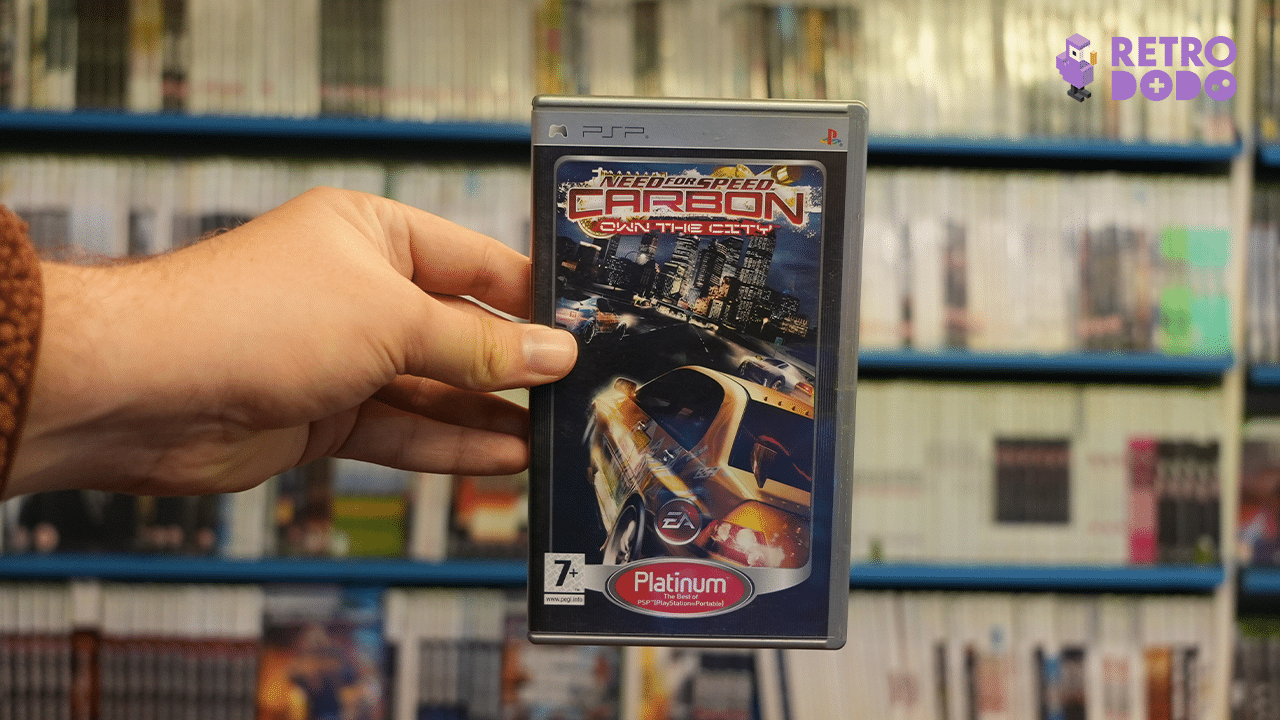 RETRO
DODO
PSP
NEED FOR SPEED
CARBON
OWN THE CITY
EA
7+
www.pegi.info
Platinum™
The Best of
PSP™(PlayStation®Portable)